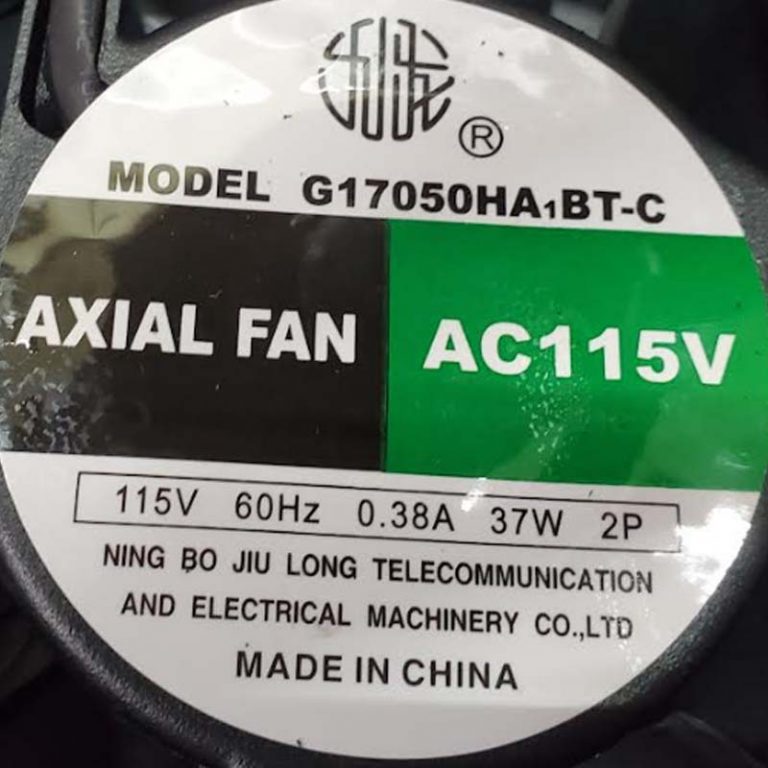 ®
MODEL G17050HA₁BT-C
AXIAL FAN AC115V
115V 60Hz 0.38A 37W 2P
NING BO JIU LONG TELECOMMUNICATION
AND ELECTRICAL MACHINERY CO.,LTD
MADE IN CHINA